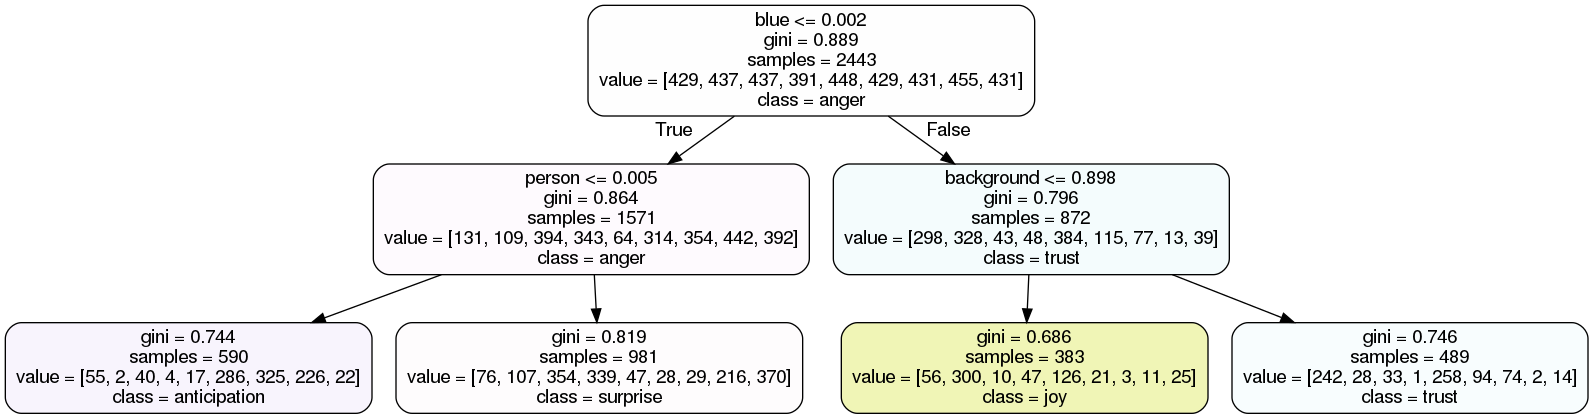 blue <= 0.002
gini = 0.889
samples = 2443
value = [429, 437, 437, 391, 448, 429, 431, 455, 431]
class = anger
True
False
person <= 0.005
gini = 0.864
samples = 1571
value = [131, 109, 394, 343, 64, 314, 354, 442, 392]
class = anger
background <= 0.898
gini = 0.796
samples = 872
value = [298, 328, 43, 48, 384, 115, 77, 13, 39]
class = trust
gini = 0.744
samples = 590
value = [55, 2, 40, 4, 17, 286, 325, 226, 22]
class = anticipation
gini = 0.819
samples = 981
value = [76, 107, 354, 339, 47, 28, 29, 216, 370]
class = surprise
gini = 0.686
samples = 383
value = [56, 300, 10, 47, 126, 21, 3, 11, 25]
class = joy
gini = 0.746
samples = 489
value = [242, 28, 33, 1, 258, 94, 74, 2, 14]
class = trust